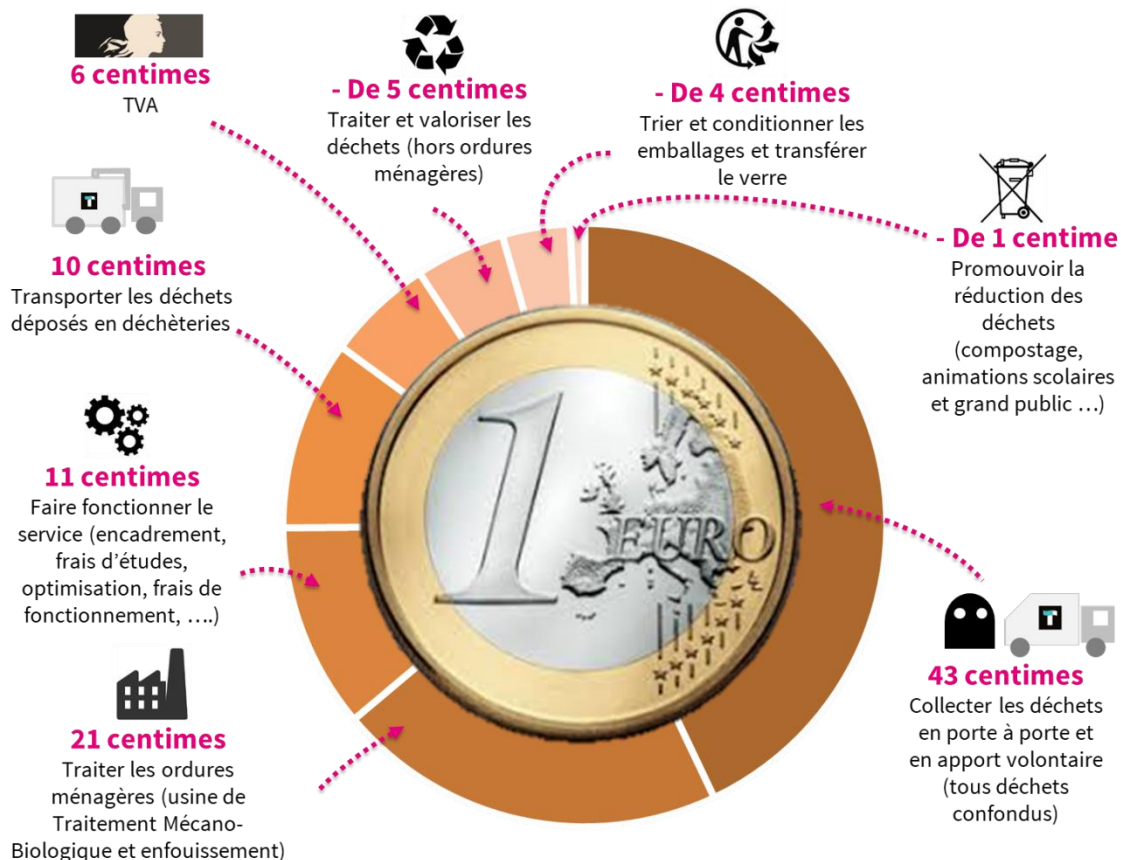 6 centimes
TVA
- De 5 centimes
Traiter et valoriser les
déchets (hors ordures
ménagères)
- De 4 centimes
Trier et conditionner les
emballages et transférer
le verre
- De 1 centime
Promouvoir la
réduction des
déchets
(compostage,
animations scolaires
et grand public …)
10 centimes
Transporter les déchets
déposés en déchèteries
11 centimes
Faire fonctionner le
service (encadrement,
frais d'études,
optimisation, frais de
fonctionnement, ….)
21 centimes
Traiter les ordures
ménagères (usine de
Traitement Mécano-
Biologique et enfouissement)
1
EURO
43 centimes
Collecter les déchets
en porte à porte et
en apport volontaire
(tous déchets
confondus)